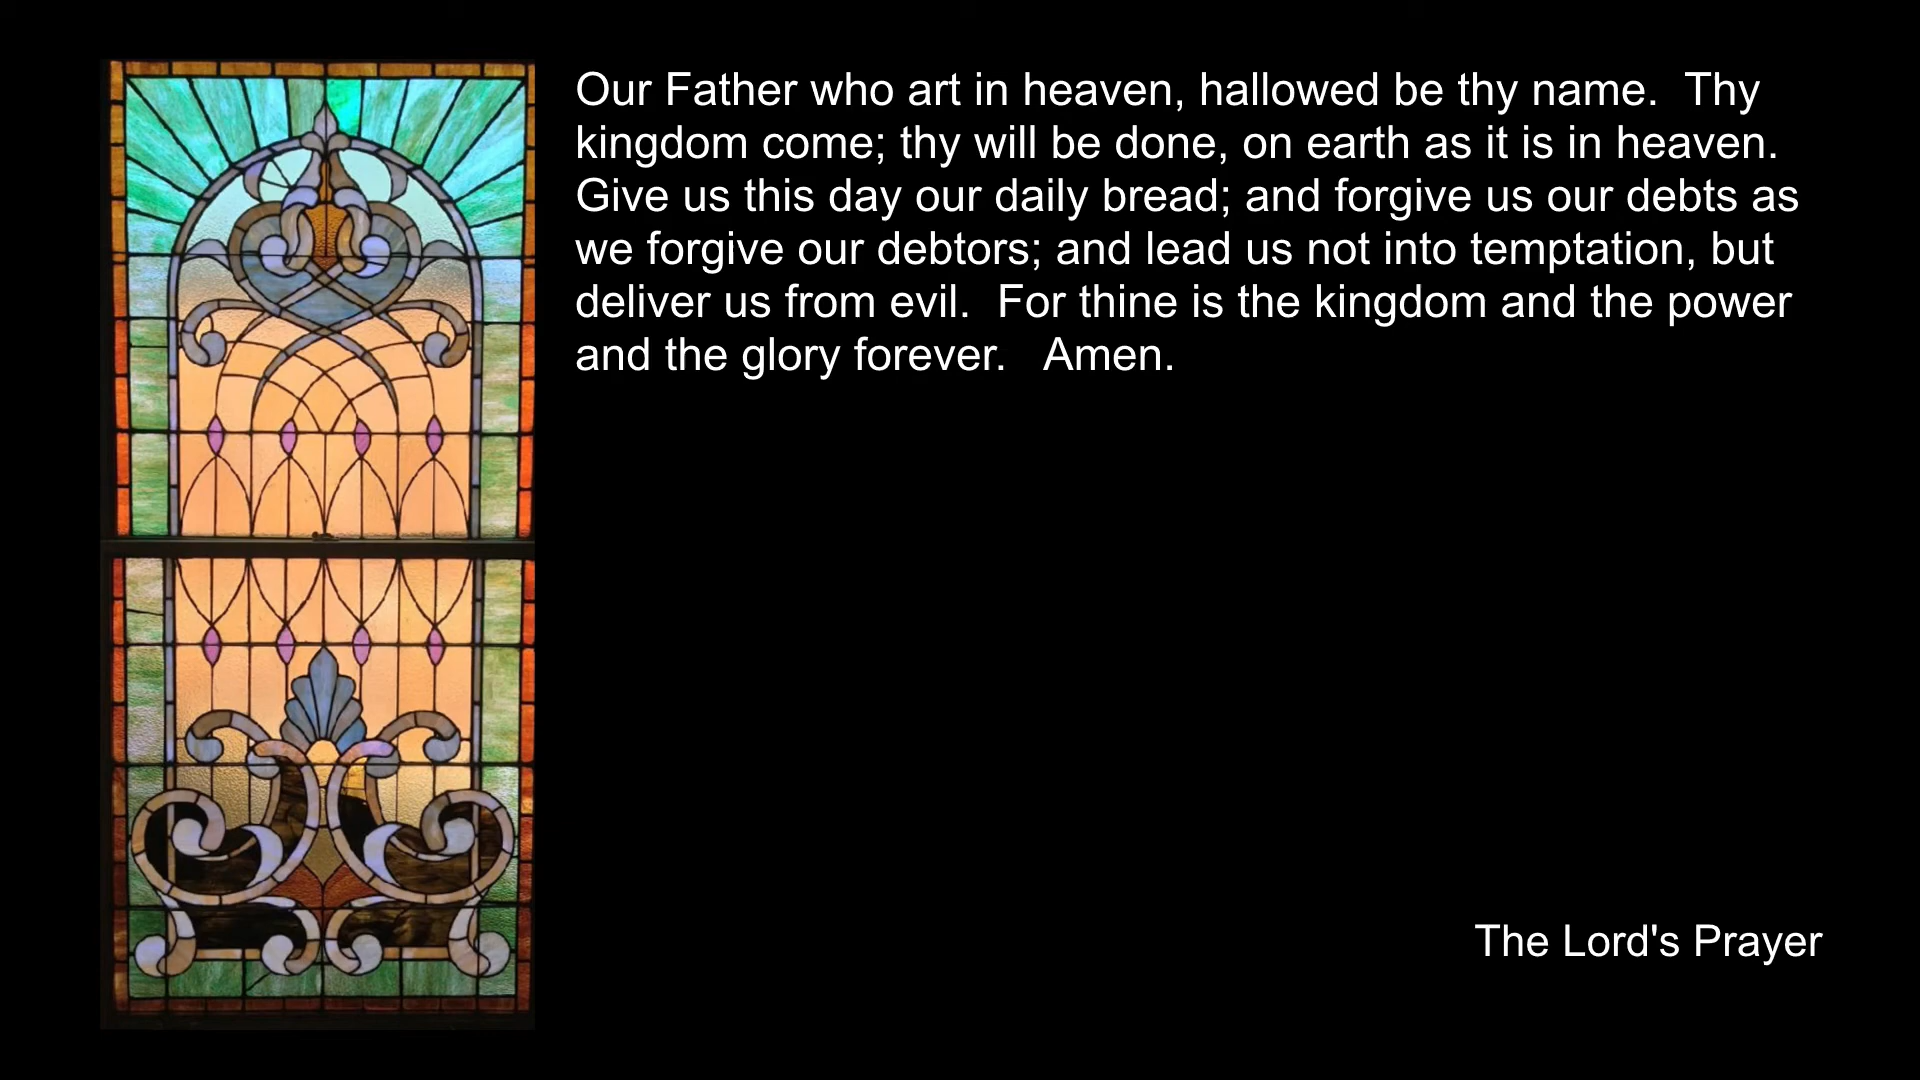 Our Father who art in heaven, hallowed be thy name.  Thy
kingdom come; thy will be done, on earth as it is in heaven.
Give us this day our daily bread; and forgive us our debts as
we forgive our debtors; and lead us not into temptation, but
deliver us from evil.  For thine is the kingdom and the power
and the glory forever.   Amen.
The Lord's Prayer